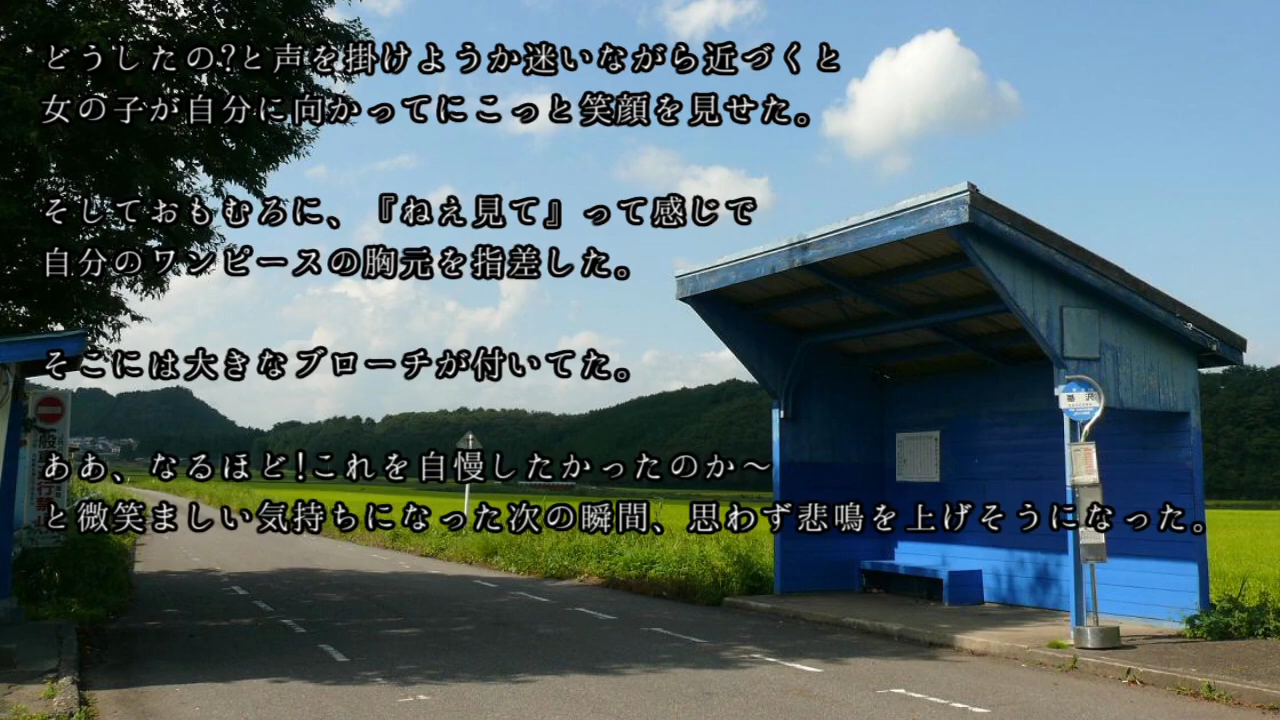 どうしたの?と声を掛けようか迷いながら近づくと
女の子が自分に向かってにこっと笑顔を見せた。
そしておもむろに、『ねえ見て』って感じで
自分のワンピースの胸元を指差した。
そこには大きなブローチが付いてた。
ああ、なるほど!これを自慢したかったのか～
と微笑ましい気持ちになった次の瞬間、思わず悲鳴を上げそうになった。